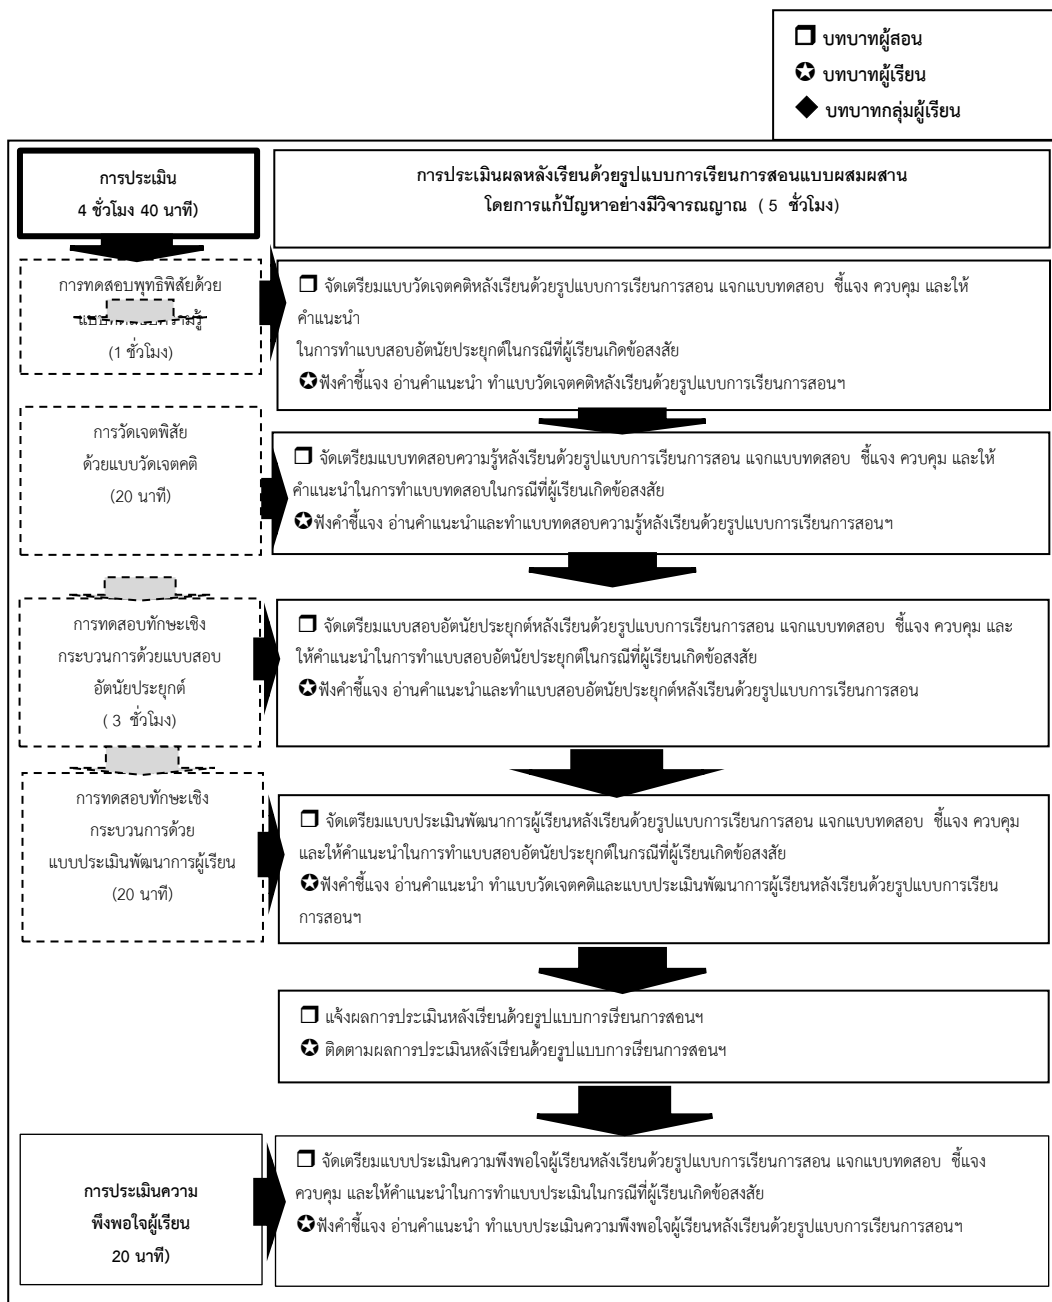 บทบาทผู้สอน
บทบาทผู้เรียน
บทบาทกลุ่มผู้เรียน
การประเมิน
4 ชั่วโมง 40 นาที)
การประเมินผลหลังเรียนด้วยรูปแบบการเรียนการสอนแบบผสมผสาน
โดยการแก้ปัญหาอย่างมีวิจารณญาณ ( 5 ชั่วโมง)
การทดสอบพุทธิพิสัยด้วย
แบบทดสอบความรู้
(1 ชั่วโมง)
จัดเตรียมแบบวัดเจตคติหลังเรียนด้วยรูปแบบการเรียนการสอน แจกแบบทดสอบ ชี้แจง ควบคุม และให้
คำแนะนำ
ในการทำแบบสอบอัตนัยประยุกต์ในกรณีที่ผู้เรียนเกิดข้อสงสัย
ฟังคำชี้แจง อ่านคำแนะนำ ทำแบบวัดเจตคติหลังเรียนด้วยรูปแบบการเรียนการสอนฯ
การวัดเจตพิสัย
ด้วยแบบวัดเจตคติ
(20 นาที)
จัดเตรียมแบบทดสอบความรู้หลังเรียนด้วยรูปแบบการเรียนการสอน แจกแบบทดสอบ ชี้แจง ควบคุม และให้
คำแนะนำในการทำแบบทดสอบในกรณีที่ผู้เรียนเกิดข้อสงสัย
ฟังคำชี้แจง อ่านคำแนะนำและทำแบบทดสอบความรู้หลังเรียนด้วยรูปแบบการเรียนการสอนฯ
การทดสอบทักษะเชิง
กระบวนการด้วยแบบสอบ
อัตนัยประยุกต์
( 3 ชั่วโมง)
จัดเตรียมแบบสอบอัตนัยประยุกต์หลังเรียนด้วยรูปแบบการเรียนการสอน แจกแบบทดสอบ ชี้แจง ควบคุม และ
ให้คำแนะนำในการทำแบบสอบอัตนัยประยุกต์ในกรณีที่ผู้เรียนเกิดข้อสงสัย
ฟังคำชี้แจง อ่านคำแนะนำและทำแบบสอบอัตนัยประยุกต์หลังเรียนด้วยรูปแบบการเรียนการสอน
การทดสอบทักษะเชิง
กระบวนการด้วย
แบบประเมินพัฒนาการผู้เรียน
(20 นาที)
จัดเตรียมแบบประเมินพัฒนาการผู้เรียนหลังเรียนด้วยรูปแบบการเรียนการสอน แจกแบบทดสอบ ชี้แจง ควบคุม
และให้คำแนะนำในการทำแบบสอบอัตนัยประยุกต์ในกรณีที่ผู้เรียนเกิดข้อสงสัย
ฟังคำชี้แจง อ่านคำแนะนำ ทำแบบวัดเจตคติและแบบประเมินพัฒนาการผู้เรียนหลังเรียนด้วยรูปแบบการเรียน
การสอนฯ
แจ้งผลการประเมินหลังเรียนด้วยรูปแบบการเรียนการสอนฯ
ติดตามผลการประเมินหลังเรียนด้วยรูปแบบการเรียนการสอนฯ
การประเมินความ
พึงพอใจผู้เรียน
20 นาที)
จัดเตรียมแบบประเมินความพึงพอใจผู้เรียนหลังเรียนด้วยรูปแบบการเรียนการสอน แจกแบบทดสอบ ชี้แจง
ควบคุม และให้คำแนะนำในการทำแบบประเมินในกรณีที่ผู้เรียนเกิดข้อสงสัย
ฟังคำชี้แจง อ่านคำแนะนำ ทำแบบประเมินความพึงพอใจผู้เรียนหลังเรียนด้วยรูปแบบการเรียนการสอนฯ